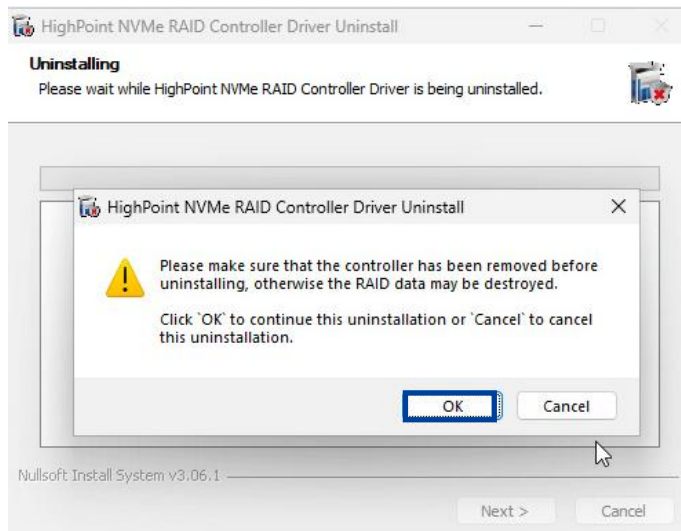 HighPoint NVMe RAID Controller Driver Uninstall
Uninstalling
Please wait while HighPoint NVMe RAID Controller Driver is being uninstalled.
HighPoint NVMe RAID Controller Driver Uninstall
Please make sure that the controller has been removed before
uninstalling, otherwise the RAID data may be destroyed.
Click `OK` to continue this uninstallation or `Cancel` to cancel
this uninstallation.
OK
Cancel
Nullsoft Install System v3.06.1
Next >
Cancel